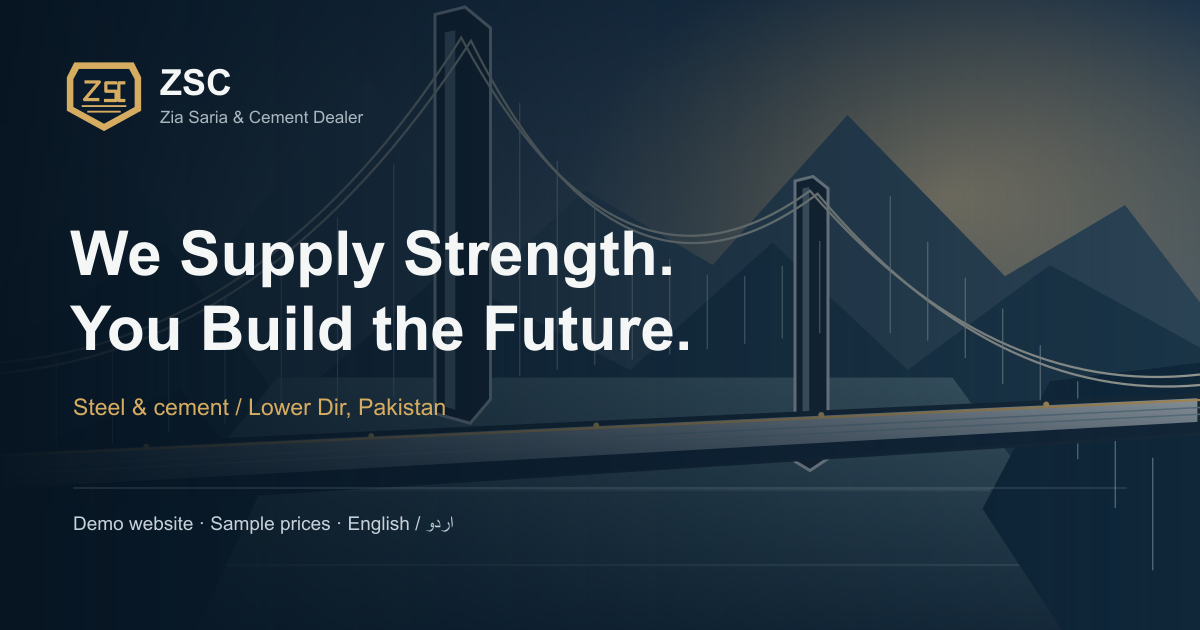 ZSC
ZSC
Zia Saria & Cement Dealer
We Supply Strength.
You Build the Future.
Steel & cement / Lower Dir, Pakistan
Demo website · Sample prices · English / اردو